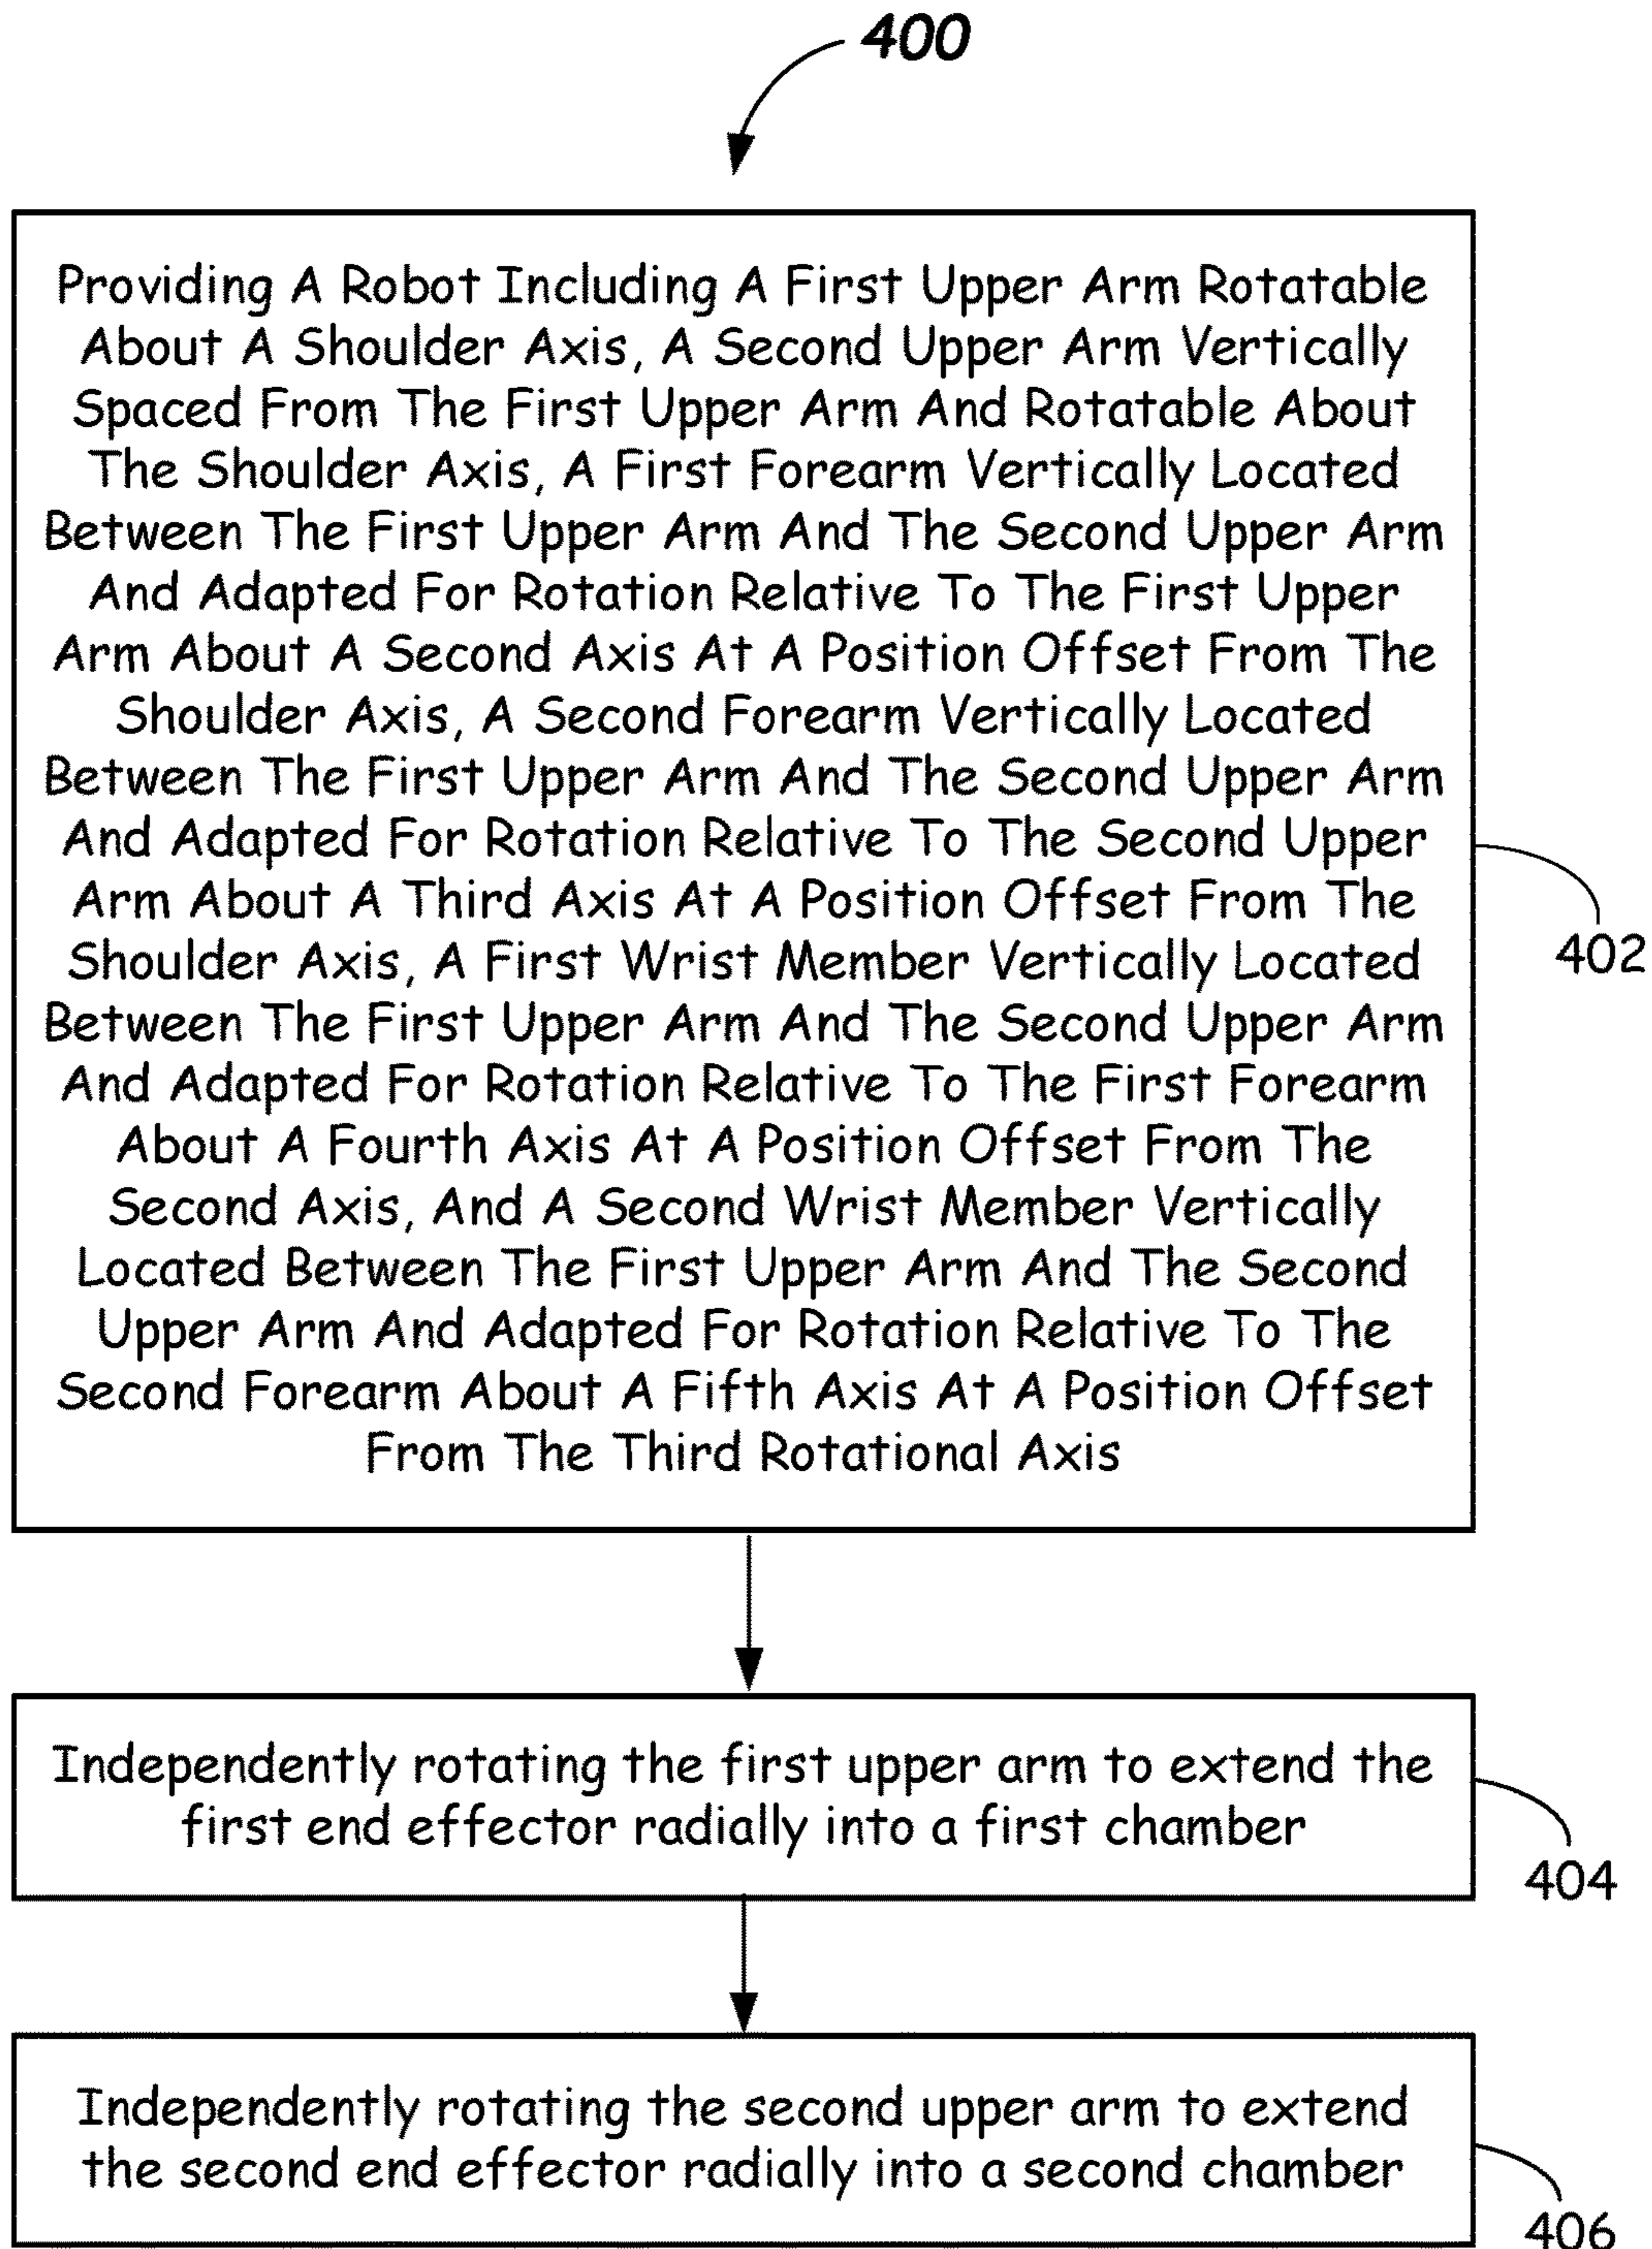 400
Providing A Robot Including A First Upper Arm Rotatable
About A Shoulder Axis, A Second Upper Arm Vertically
Spaced From The First Upper Arm And Rotatable About
The Shoulder Axis, A First Forearm Vertically Located
Between The First Upper Arm And The Second Upper Arm
And Adapted For Rotation Relative To The First Upper
Arm About A Second Axis At A Position Offset From The
Shoulder Axis, A Second Forearm Vertically Located
Between The First Upper Arm And The Second Upper Arm
And Adapted For Rotation Relative To The Second Upper
Arm About A Third Axis At A Position Offset From The
Shoulder Axis, A First Wrist Member Vertically Located
Between The First Upper Arm And The Second Upper Arm
And Adapted For Rotation Relative To The First Forearm
About A Fourth Axis At A Position Offset From The
Second Axis, And A Second Wrist Member Vertically
Located Between The First Upper Arm And The Second
Upper Arm And Adapted For Rotation Relative To The
Second Forearm About A Fifth Axis At A Position Offset
From The Third Rotational Axis
402
Independently rotating the first upper arm to extend the
first end effector radially into a first chamber
404
Independently rotating the second upper arm to extend
the second end effector radially into a second chamber
406